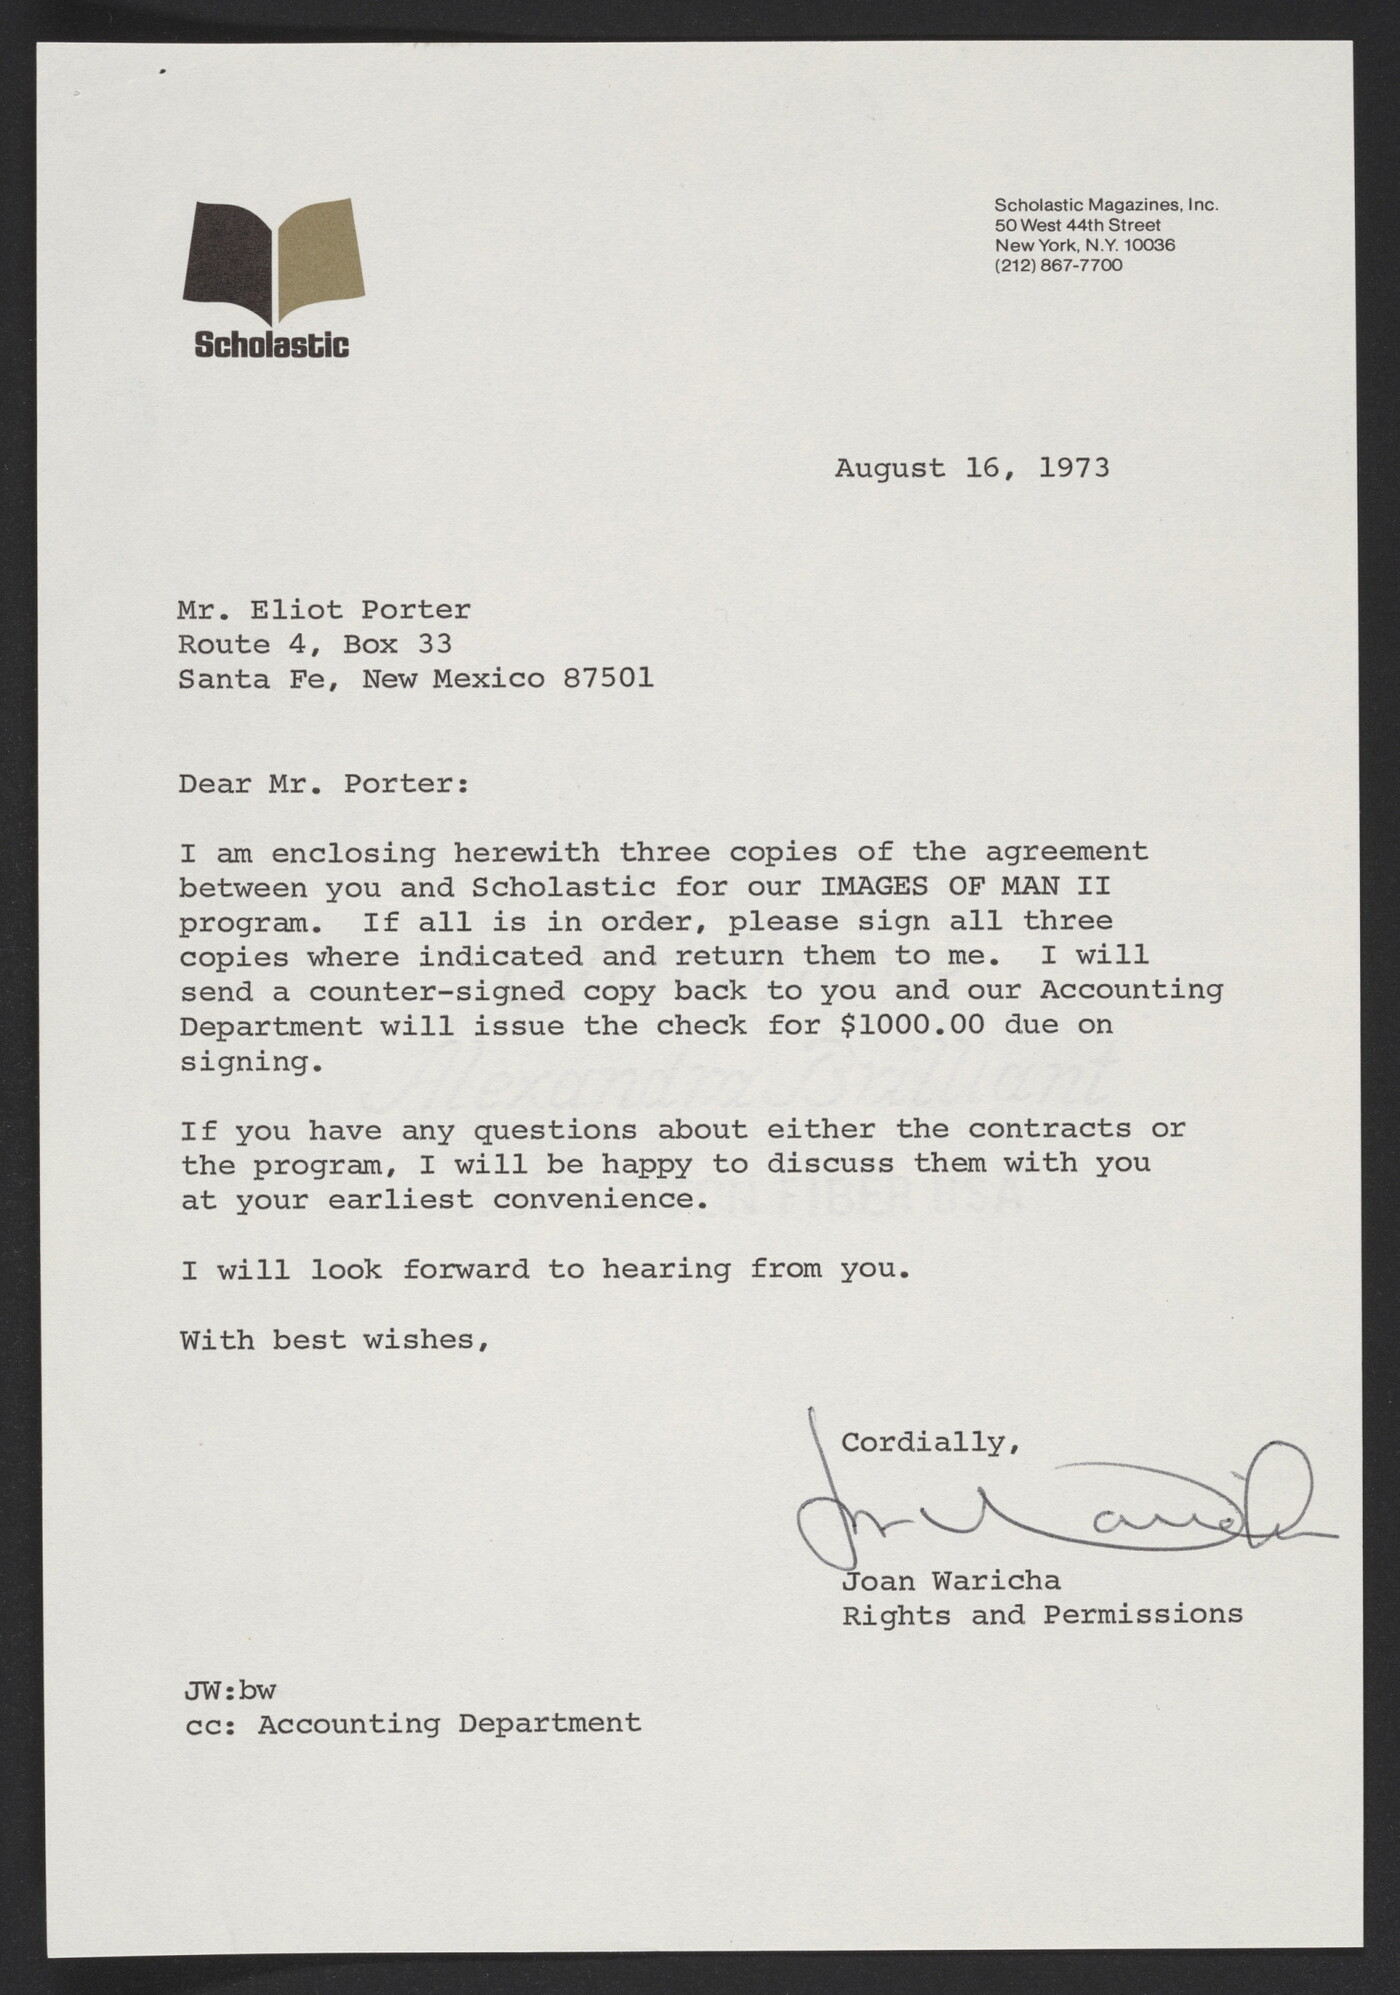 Scholastic
Scholastic Magazines, Inc.
50 West 44th Street
New York, N.Y. 10036
(212) 867-7700
August 16, 1973
Mr. Eliot Porter
Route 4, Box 33
Santa Fe, New Mexico 87501
Dear Mr. Porter:
I am enclosing herewith three copies of the agreement
between you and Scholastic for our IMAGES OF MAN II
program.  If all is in order, please sign all three
copies where indicated and return them to me.  I will
send a counter-signed copy back to you and our Accounting
Department will issue the check for $1000.00 due on
signing.
If you have any questions about either the contracts or
the program, I will be happy to discuss them with you
at your earliest convenience.
I will look forward to hearing from you.
With best wishes,
Cordially,
Joan Waricha
Joan Waricha
Rights and Permissions
JW:bw
cc: Accounting Department
Alexandra Brilliant
COTTON FIBER USA